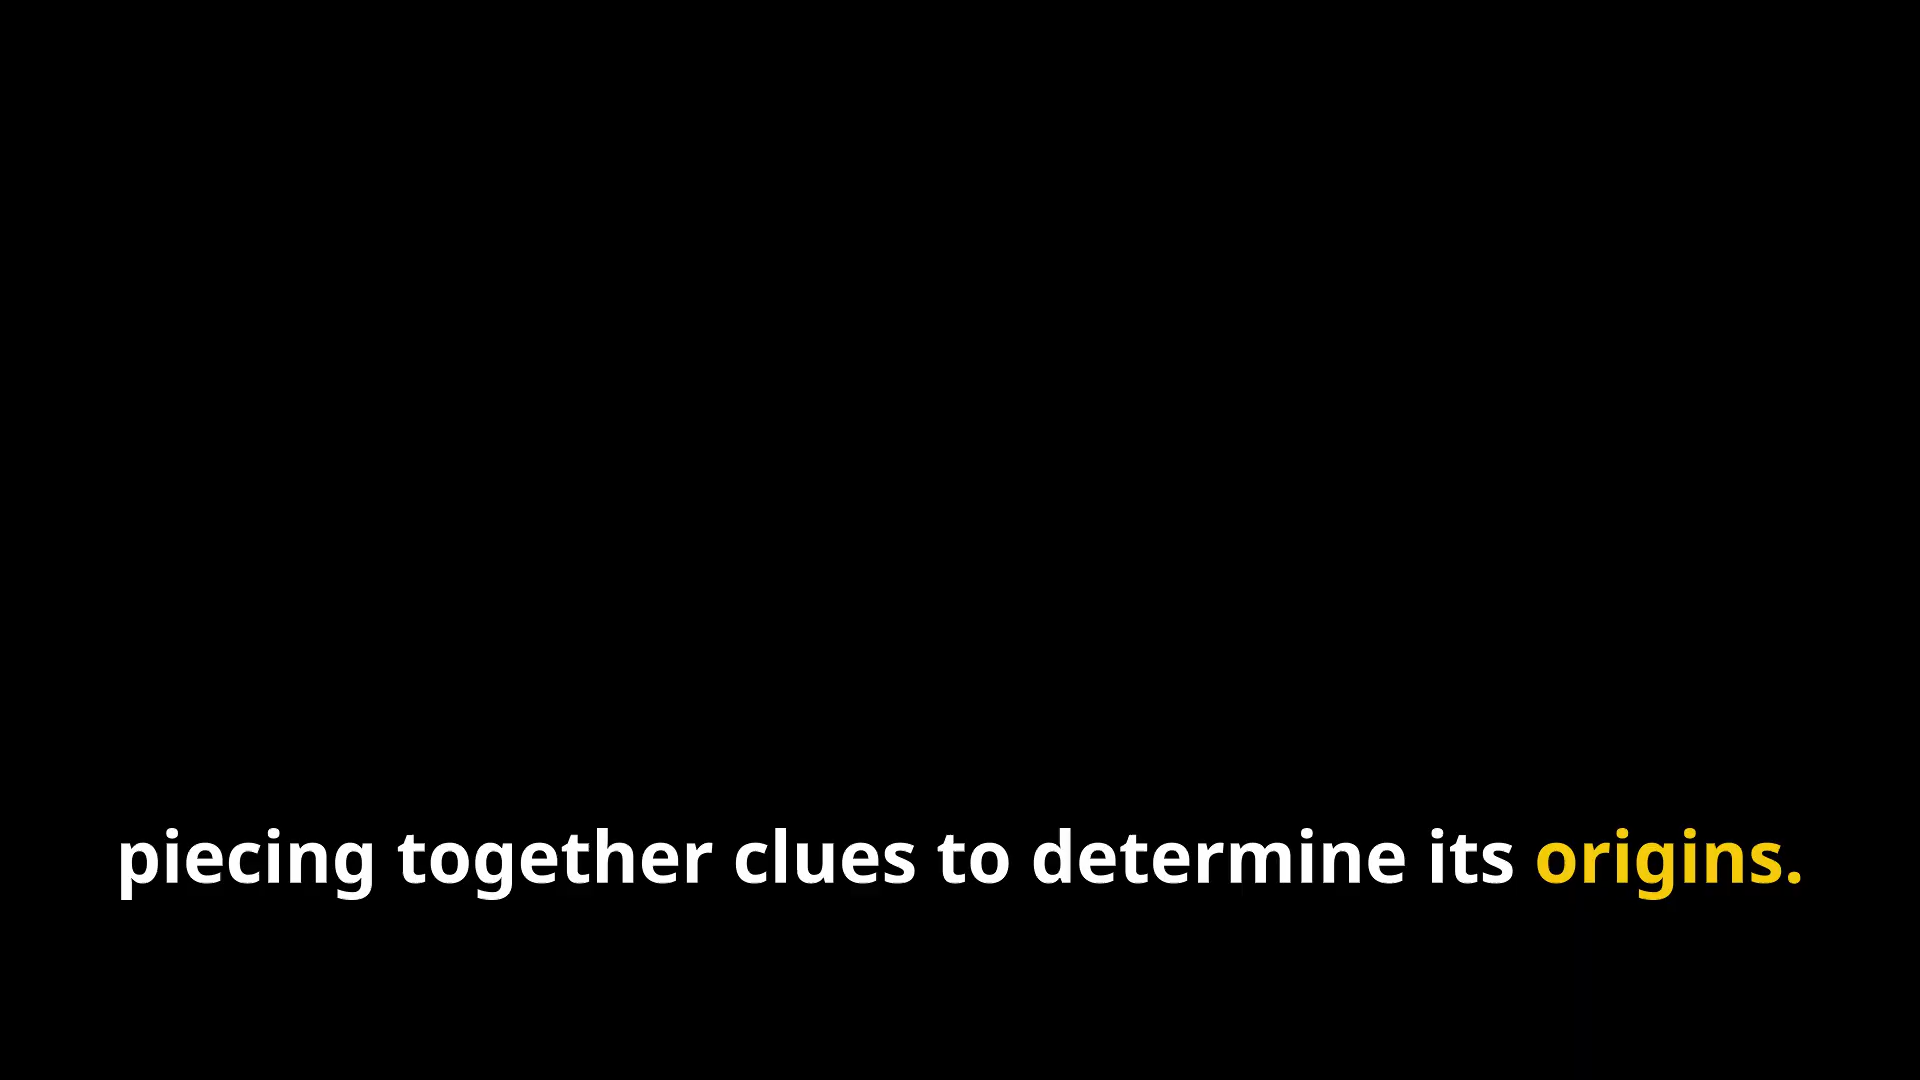 piecing together clues to determine its origins.